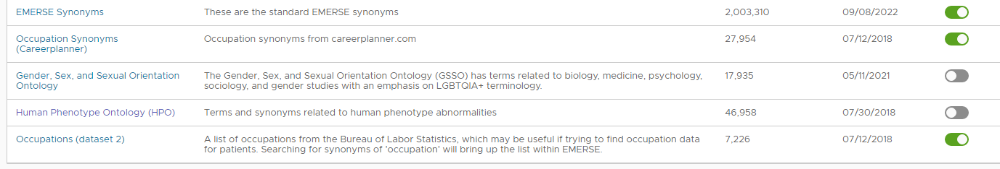 EMERSE Synonyms These are the standard EMERSE synonyms 2,003,310 09/08/2022
Occupation Synonyms Occupation synonyms from careerplanner.com 27,954 07/12/2018
(Careerplanner)
Gender, Sex, and Sexual Orientation The Gender, Sex, and Sexual Orientation Ontology (GSSO) has terms related to biology, medicine, psychology, 17,935 05/11/2021
Ontology sociology, and gender studies with an emphasis on LGBTQIA+ terminology.
Human Phenotype Ontology (HPO) Terms and synonyms related to human phenotype abnormalities 46,958 07/30/2018
Occupations (dataset 2) A list of occupations from the Bureau of Labor Statistics, which may be useful if trying to find occupation data 7,226 07/12/2018
for patients. Searching for synonyms of 'occupation' will bring up the list within EMERSE.